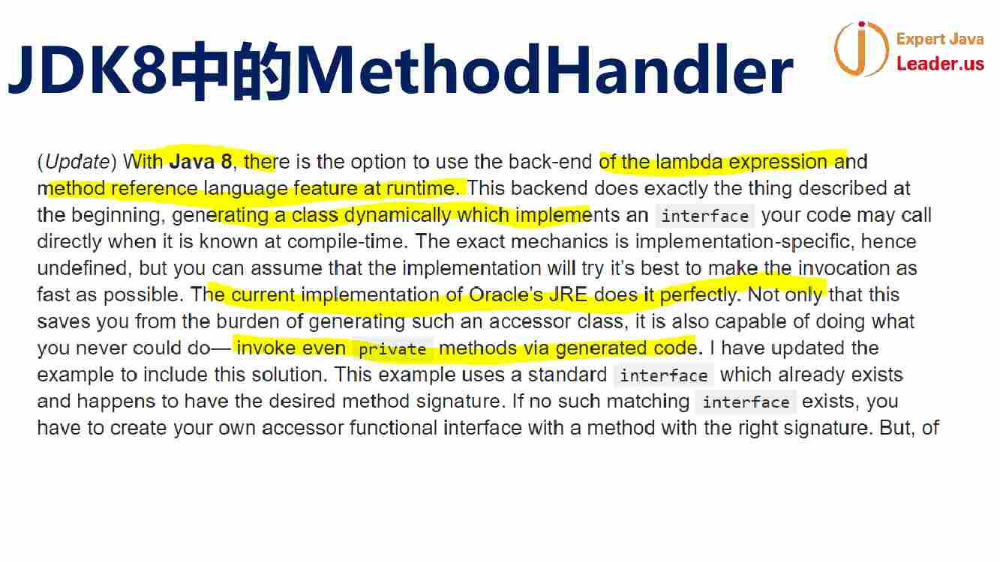 JDK8中的MethodHandler
Expert Java
Leader.us
(Update) With Java 8, there is the option to use the back-end of the lambda expression and
method reference language feature at runtime. This backend does exactly the thing described at
the beginning, generating a class dynamically which implements an interface your code may call
directly when it is known at compile-time. The exact mechanics is implementation-specific, hence
undefined, but you can assume that the implementation will try it’s best to make the invocation as
fast as possible. The current implementation of Oracle’s JRE does it perfectly. Not only that this
saves you from the burden of generating such an accessor class, it is also capable of doing what
you never could do— invoke even private methods via generated code. I have updated the
example to include this solution. This example uses a standard interface which already exists
and happens to have the desired method signature. If no such matching interface exists, you
have to create your own accessor functional interface with a method with the right signature. But, of